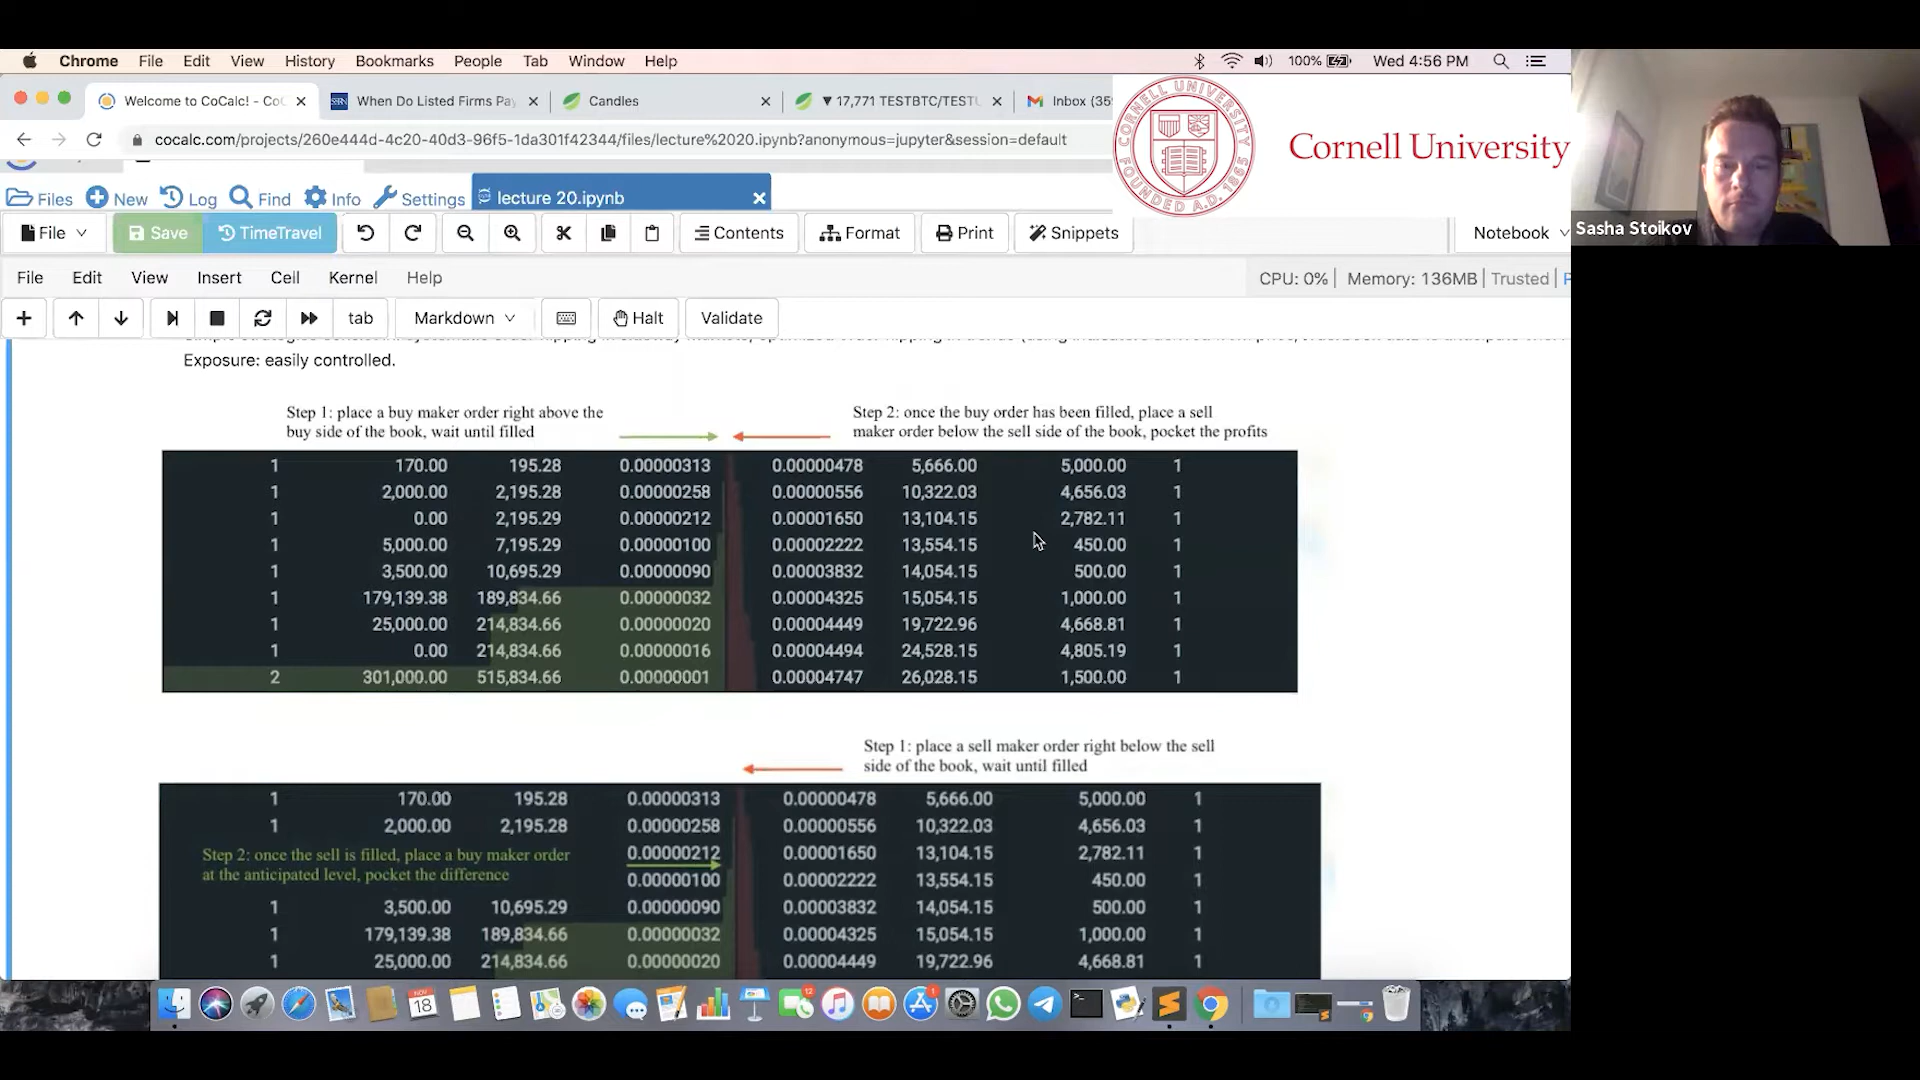 Chrome File Edit View History Bookmarks People Tab Window Help 100% Wed 4:56 PM
Welcome to CoCalc! - Co
When Do Listed Firms Pay
Candles
▼ 17,771 TESTBTC/TEST
Inbox (35
cocalc.com/projects/260e444d-4c20-40d3-96f5-1da301f42344/files/lecture%2020.ipynb?anonymous=jupyter&session=default
CORNELL UNIVERSITY
FOUNDED A.D. 1865
Cornell University
Files New Log Find Info Settings lecture 20.ipynb
Sasha Stoikov
File Save TimeTravel Contents Format Print Snippets Notebook
File Edit View Insert Cell Kernel Help CPU: 0% | Memory: 136MB | Trusted |
tab Markdown Halt Validate
Exposure: easily controlled.
Step 1: place a buy maker order right above the
buy side of the book, wait until filled
Step 2: once the buy order has been filled, place a sell
maker order below the sell side of the book, pocket the profits
1 170.00 195.28 0.00000313 0.00000478 5,666.00 5,000.00 1
1 2,000.00 2,195.28 0.00000258 0.00000556 10,322.03 4,656.03 1
1 0.00 2,195.29 0.00000212 0.00001650 13,104.15 2,782.11 1
1 5,000.00 7,195.29 0.00000100 0.00002222 13,554.15 450.00 1
1 3,500.00 10,695.29 0.00000090 0.00003832 14,054.15 500.00 1
1 179,139.38 189,834.66 0.00000032 0.00004325 15,054.15 1,000.00 1
1 25,000.00 214,834.66 0.00000020 0.00004449 19,722.96 4,668.81 1
1 0.00 214,834.66 0.00000016 0.00004494 24,528.15 4,805.19 1
2 301,000.00 515,834.66 0.00000001 0.00004747 26,028.15 1,500.00 1
Step 1: place a sell maker order right below the sell
side of the book, wait until filled
1 170.00 195.28 0.00000313 0.00000478 5,666.00 5,000.00 1
1 2,000.00 2,195.28 0.00000258 0.00000556 10,322.03 4,656.03 1
Step 2: once the sell is filled, place a buy maker order
at the anticipated level, pocket the difference
0.00000212 0.00001650 13,104.15 2,782.11 1
0.00000100 0.00002222 13,554.15 450.00 1
1 3,500.00 10,695.29 0.00000090 0.00003832 14,054.15 500.00 1
1 179,139.38 189,834.66 0.00000032 0.00004325 15,054.15 1,000.00 1
1 25,000.00 214,834.66 0.00000020 0.00004449 19,722.96 4,668.81 1
NOV
18
12
1